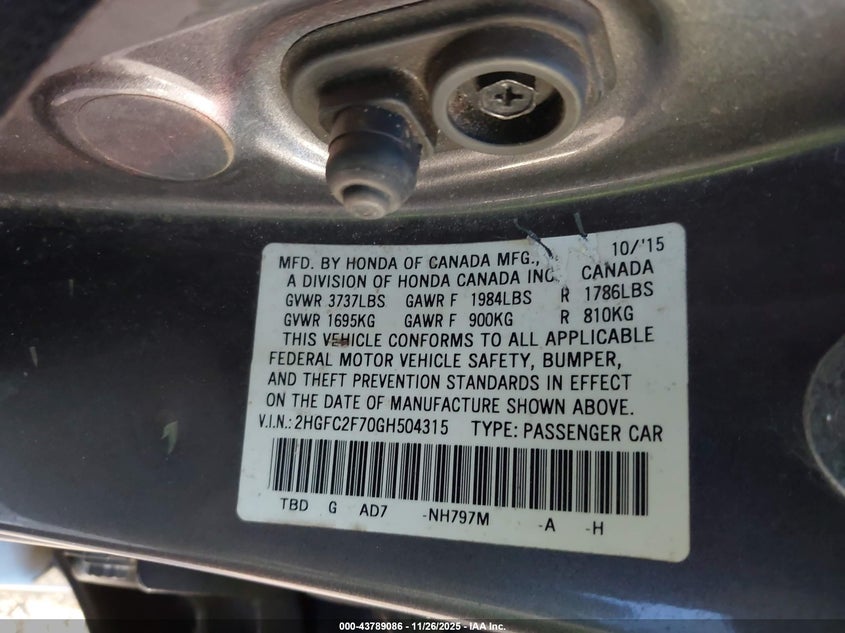 10/'15
MFD. BY HONDA OF CANADA MFG.,
A DIVISION OF HONDA CANADA INC. CANADA
GVWR 3737LBS GAWR F 1984LBS R 1786LBS
GVWR 1695KG GAWR F 900KG R 810KG
THIS VEHICLE CONFORMS TO ALL APPLICABLE
FEDERAL MOTOR VEHICLE SAFETY, BUMPER,
AND THEFT PREVENTION STANDARDS IN EFFECT
ON THE DATE OF MANUFACTURE SHOWN ABOVE.
V.I.N.:2HGFC2F70GH504315 TYPE: PASSENGER CAR
TBD G AD7 -NH797M -A -H
000-43789086 - 11/26/2025 - IAA Inc.